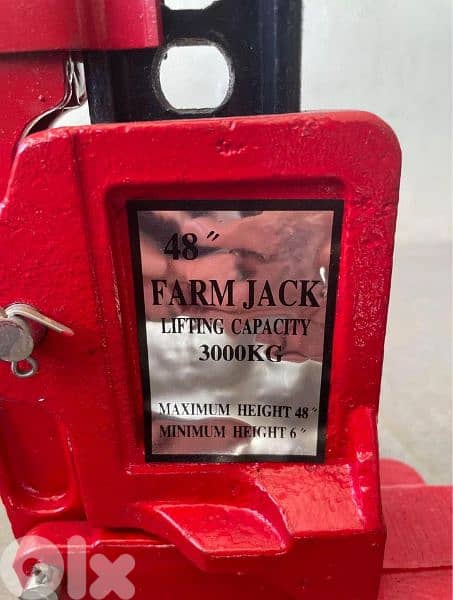 48"
FARM JACK
LIFTING CAPACITY
3000KG
MAXIMUM HEIGHT 48"
MINIMUM HEIGHT 6"
olx